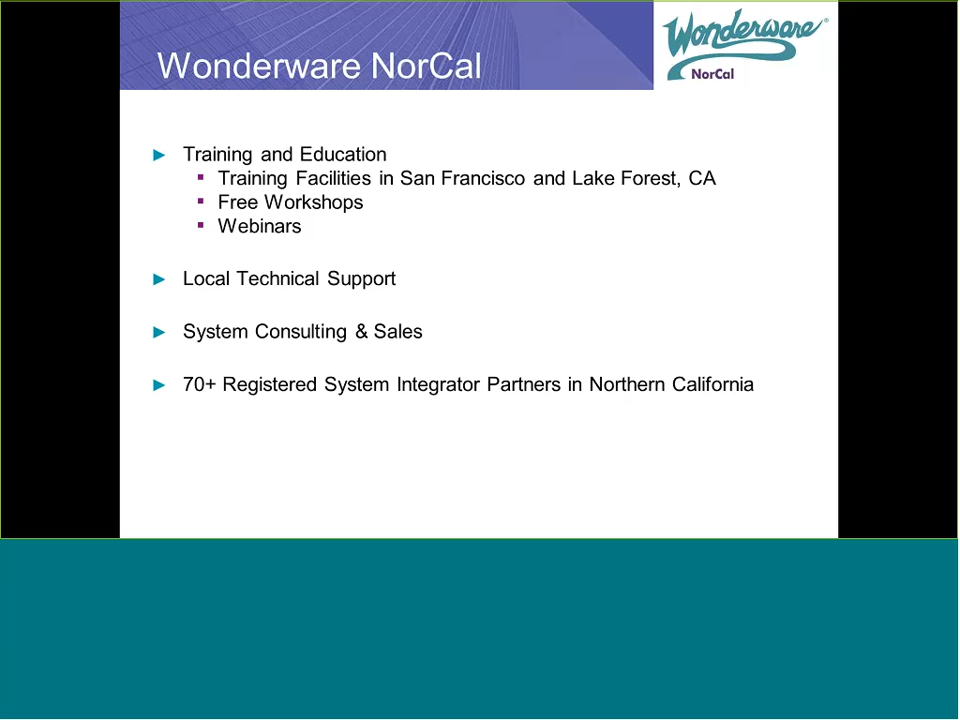 Wonderware NorCal
Wonderware®
NorCal
► Training and Education
▪ Training Facilities in San Francisco and Lake Forest, CA
▪ Free Workshops
▪ Webinars
► Local Technical Support
► System Consulting & Sales
► 70+ Registered System Integrator Partners in Northern California